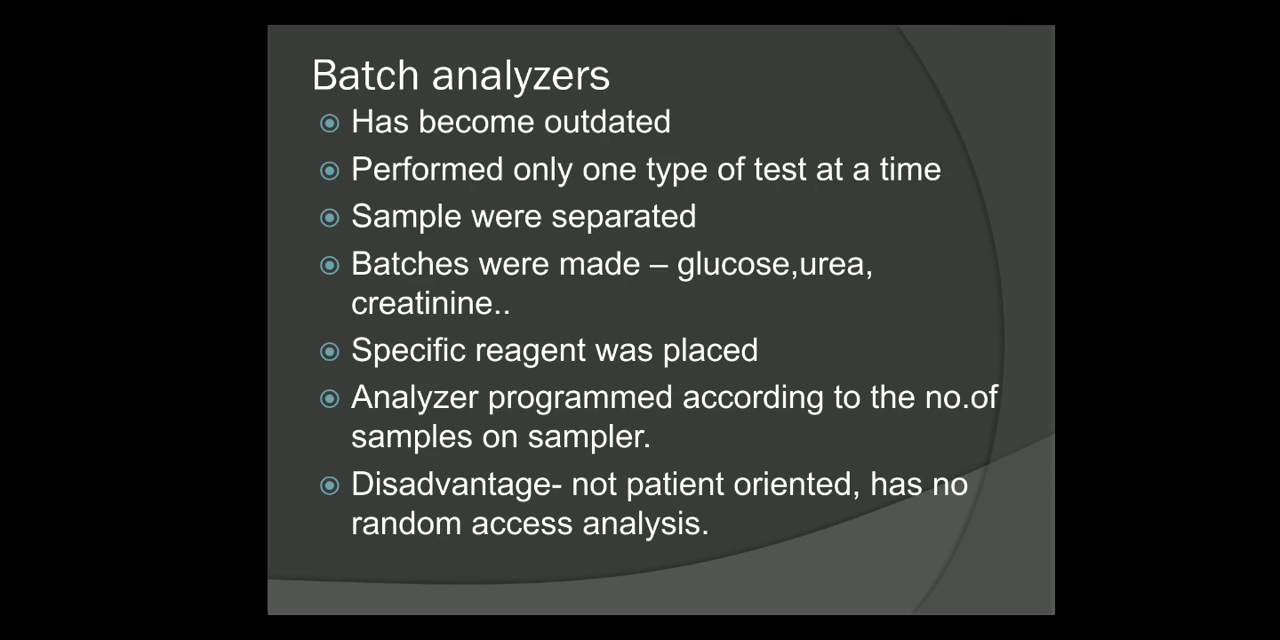 Batch analyzers
Has become outdated
Performed only one type of test at a time
Sample were separated
Batches were made – glucose,urea,
creatinine..
Specific reagent was placed
Analyzer programmed according to the no.of
samples on sampler.
Disadvantage- not patient oriented, has no
random access analysis.